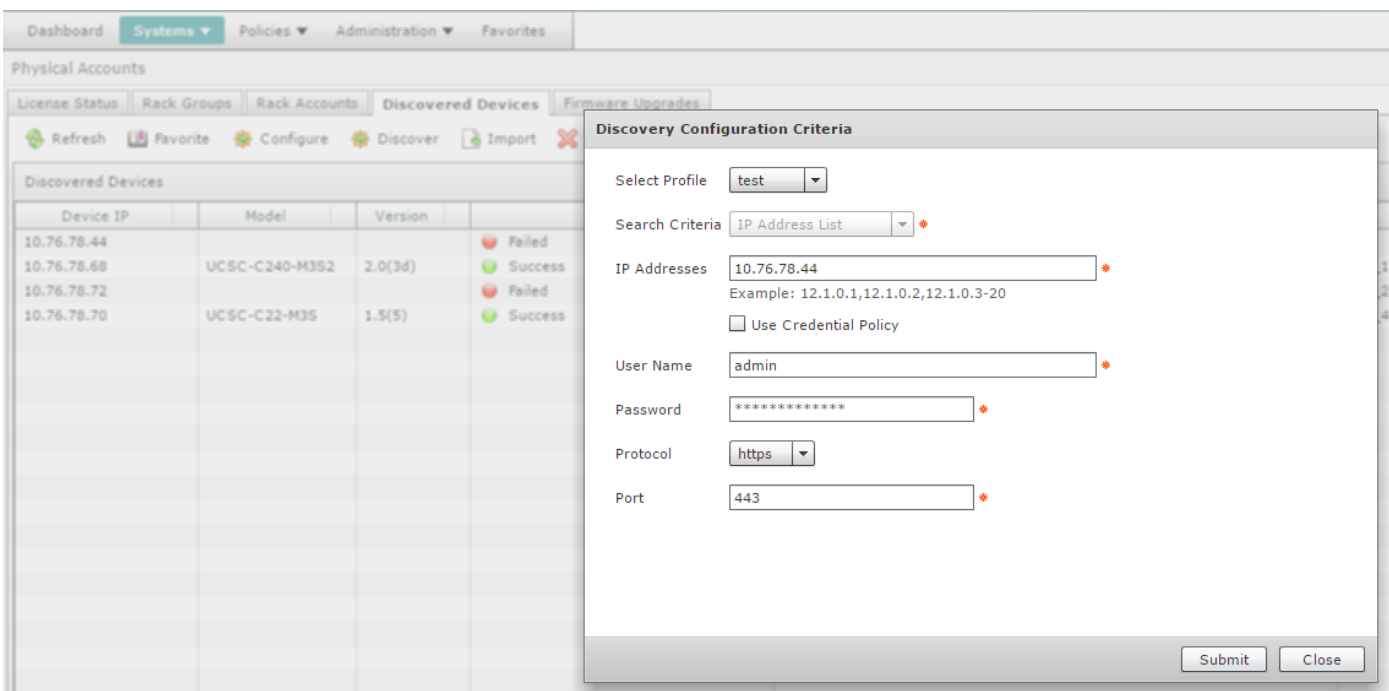 Dashboard Systems ▼ Policies ▼ Administration ▼ Favorites
Physical Accounts
License Status Rack Groups Rack Accounts Discovered Devices Firmware Upgrades
Refresh Favorite Configure Discover Import
Discovered Devices
Device IP Model Version
10.76.78.44 Failed
10.76.78.68 UCSC-C240-M3S2 2.0(3d) Success
10.76.78.72 Failed
10.76.78.70 UCSC-C22-M3S 1.5(5) Success
Discovery Configuration Criteria
Select Profile test
Search Criteria IP Address List
IP Addresses 10.76.78.44
Example: 12.1.0.1,12.1.0.2,12.1.0.3-20
Use Credential Policy
User Name admin
Password *************
Protocol https
Port 443
Submit Close